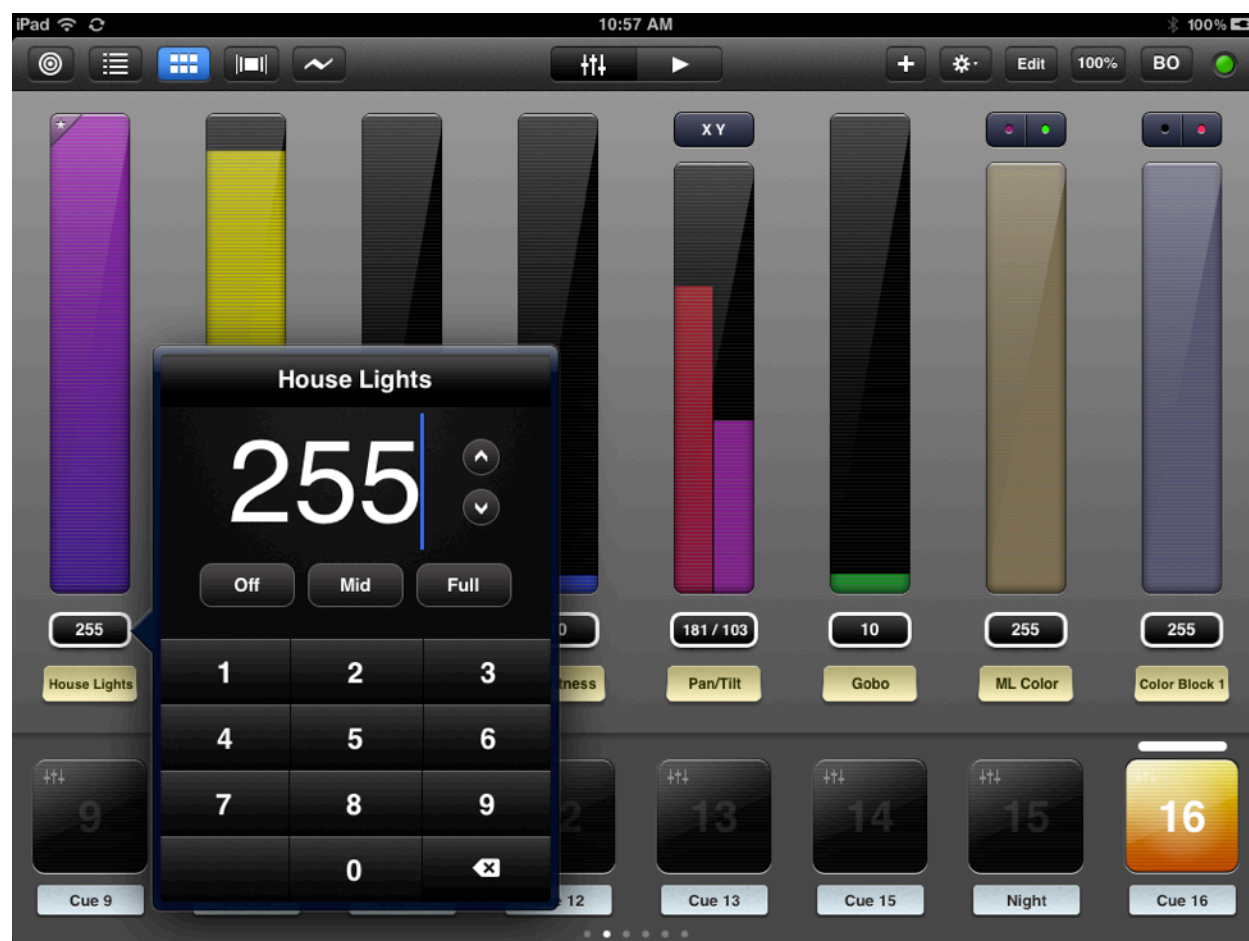 iPad 10:57 AM 100%
Edit 100% BO
X Y
House Lights
255
Off Mid Full
255 0 181 / 103 10 255 255
1 2 3
House Lights tness Pan/Tilt Gobo ML Color Color Block 1
4 5 6
7 8 9
9 2 13 14 15 16
0
Cue 9 12 Cue 13 Cue 15 Night Cue 16